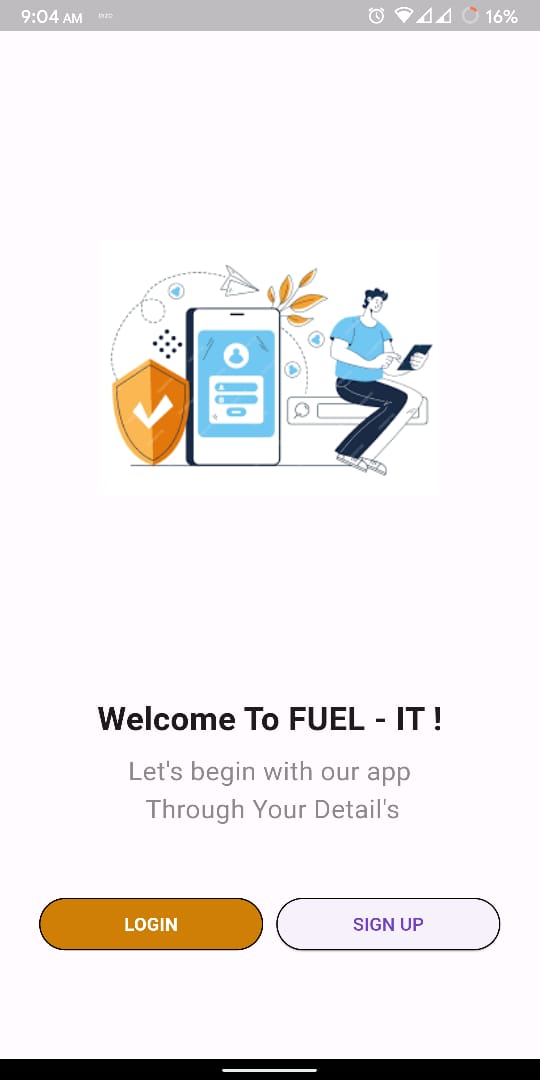 9:04 AM
16%
Welcome To FUEL - IT !
Let's begin with our app
Through Your Detail's
LOGIN
SIGN UP